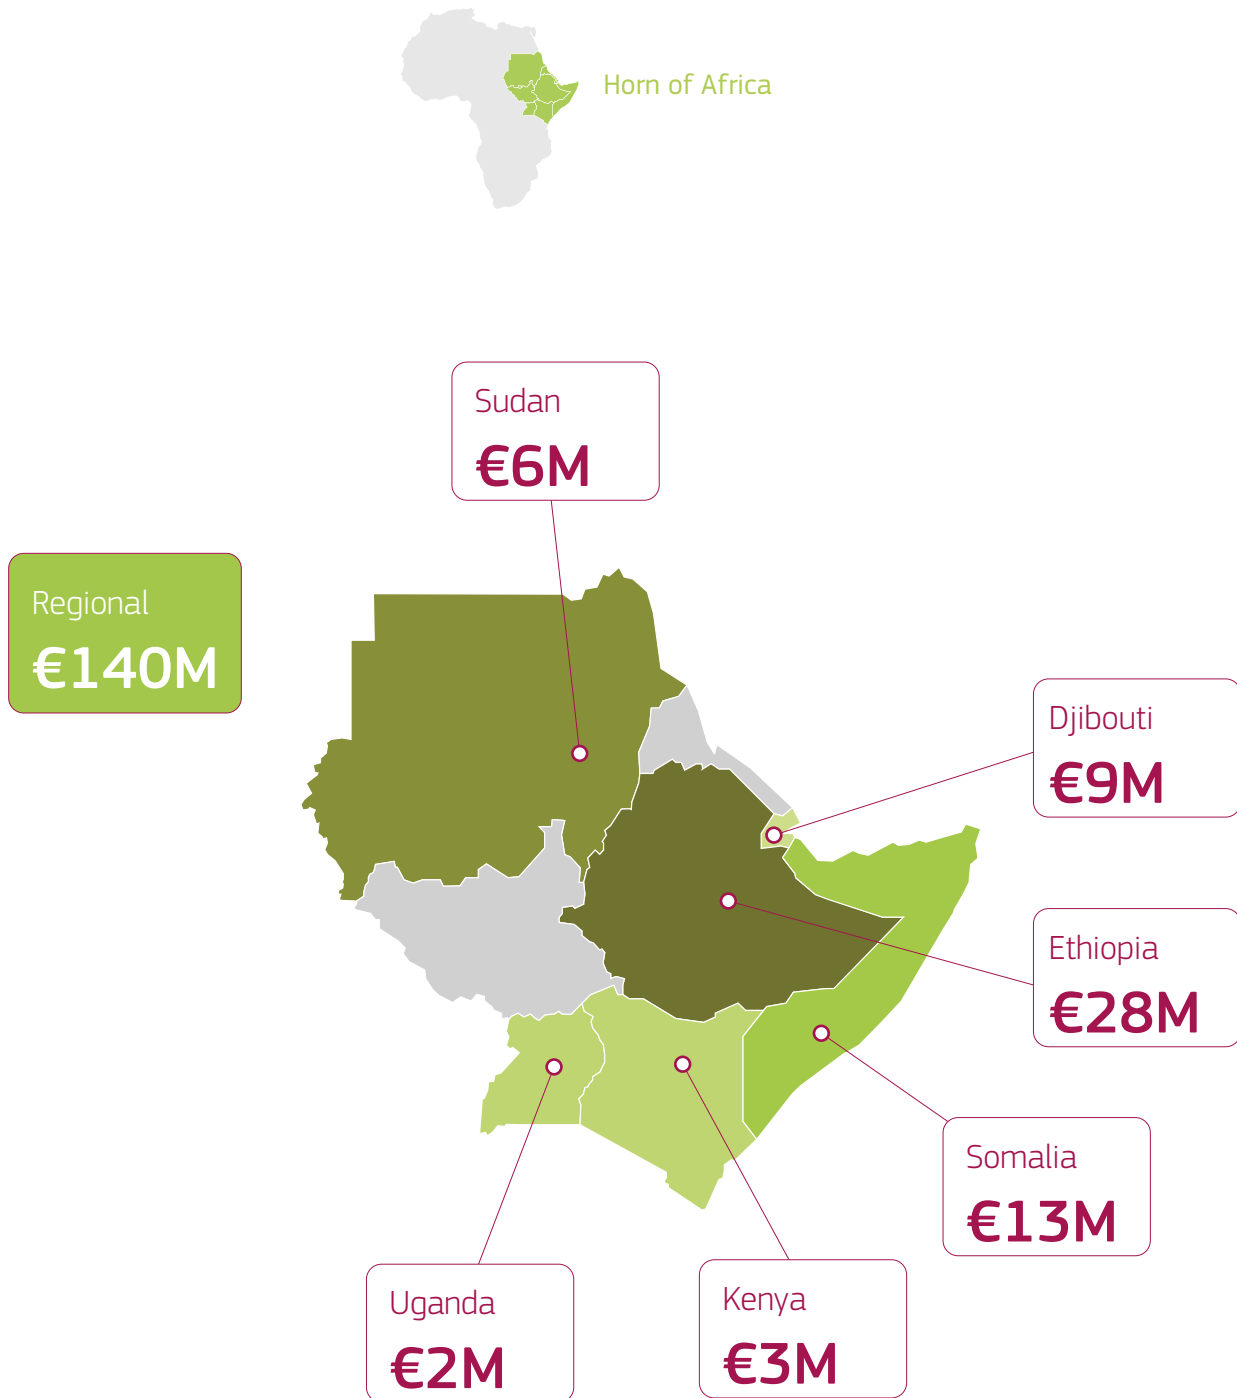 Horn of Africa
Sudan
€6M
Regional
€140M
Djibouti
€9M
Ethiopia
€28M
Somalia
€13M
Uganda
€2M
Kenya
€3M